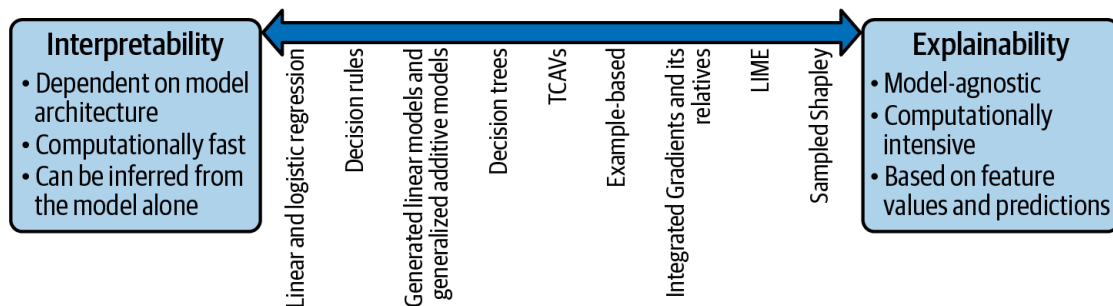 Interpretability
• Dependent on model
architecture
• Computationally fast
• Can be inferred from
the model alone
Linear and logistic regression
Decision rules
Generated linear models and
generalized additive models
Decision trees
TCAVs
Example-based
Integrated Gradients and its
relatives
LIME
Sampled Shapley
Explainability
• Model-agnostic
• Computationally
intensive
• Based on feature
values and predictions